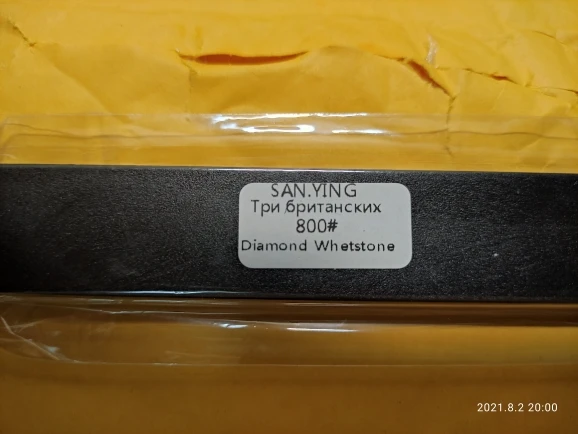 SAN.YING
Три британских
800#
Diamond Whetstone
2021.8.2 20:00